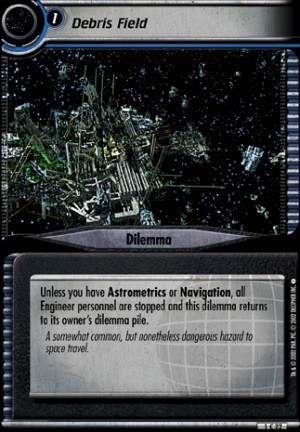 1
Debris Field
Dilemma
Unless you have Astrometrics or Navigation, all
Engineer personnel are stopped and this dilemma returns
to its owner's dilemma pile.
A somewhat common, but nonetheless dangerous hazard to
space travel.